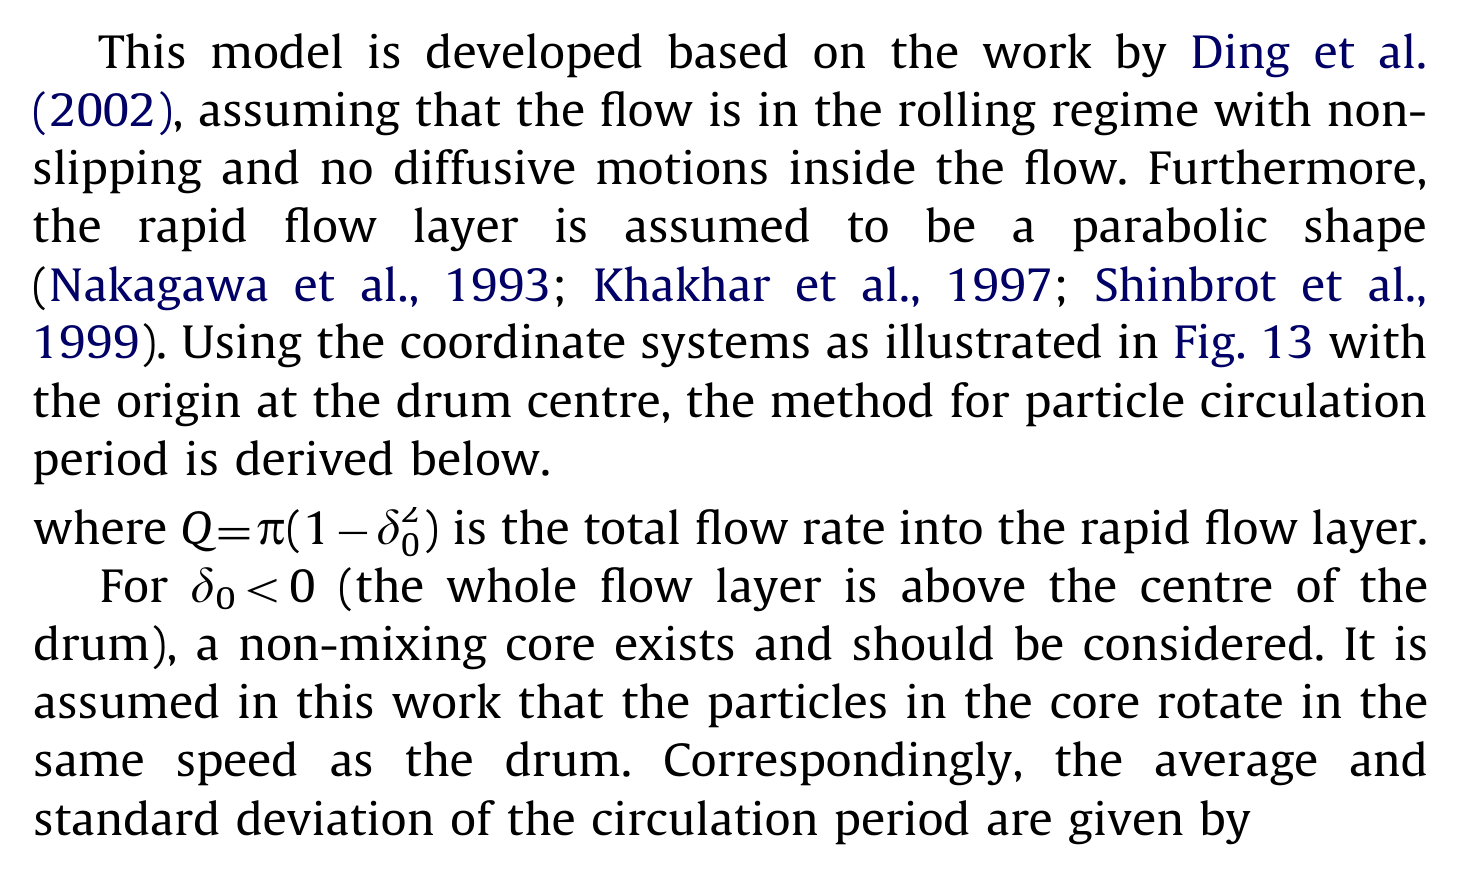 This model is developed based on the work by Ding et al.
(2002), assuming that the flow is in the rolling regime with non-
slipping and no diffusive motions inside the flow. Furthermore,
the rapid flow layer is assumed to be a parabolic shape
(Nakagawa et al., 1993; Khakhar et al., 1997; Shinbrot et al.,
1999). Using the coordinate systems as illustrated in Fig. 13 with
the origin at the drum centre, the method for particle circulation
period is derived below.
where Q=π(1−δ₀²) is the total flow rate into the rapid flow layer.
For δ₀<0 (the whole flow layer is above the centre of the
drum), a non-mixing core exists and should be considered. It is
assumed in this work that the particles in the core rotate in the
same speed as the drum. Correspondingly, the average and
standard deviation of the circulation period are given by